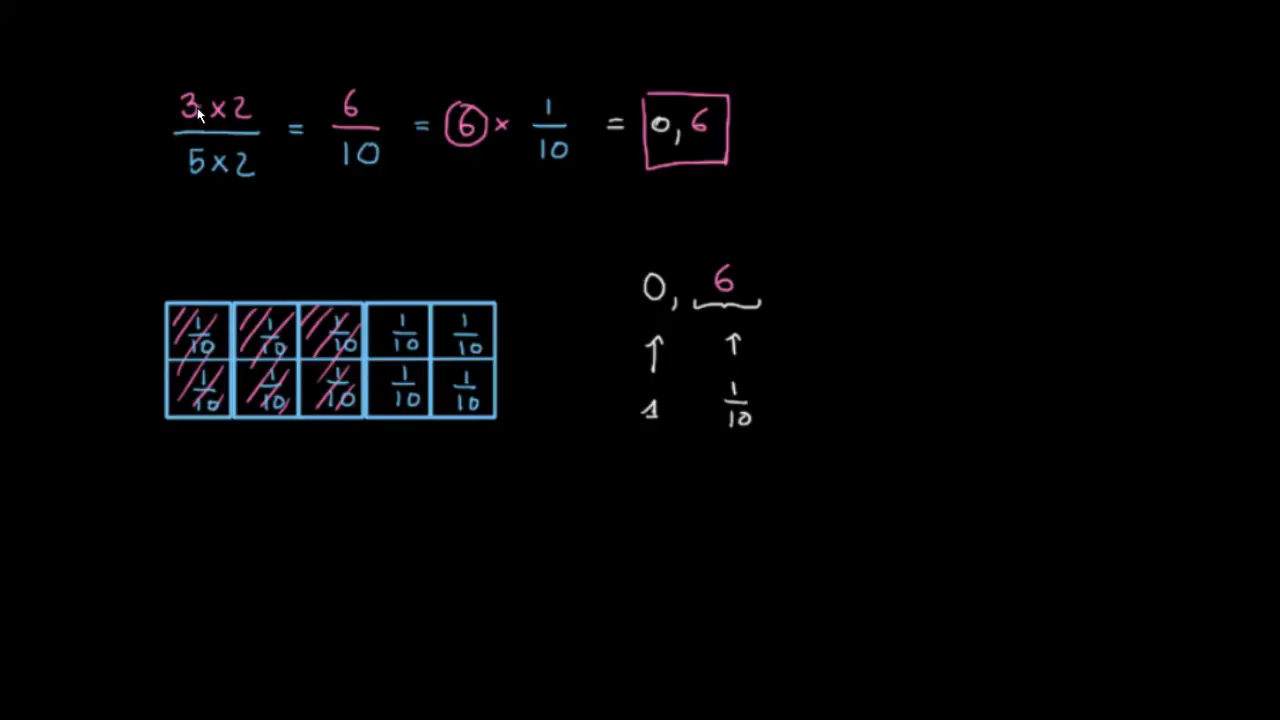 3 x 2 / 5 x 2 = 6 / 10 = 6 x 1 / 10 = 0,6
0, 6
1/10 1/10 1/10 1/10 1/10
1/10 1/10 1/10 1/10 1/10
1 1/10